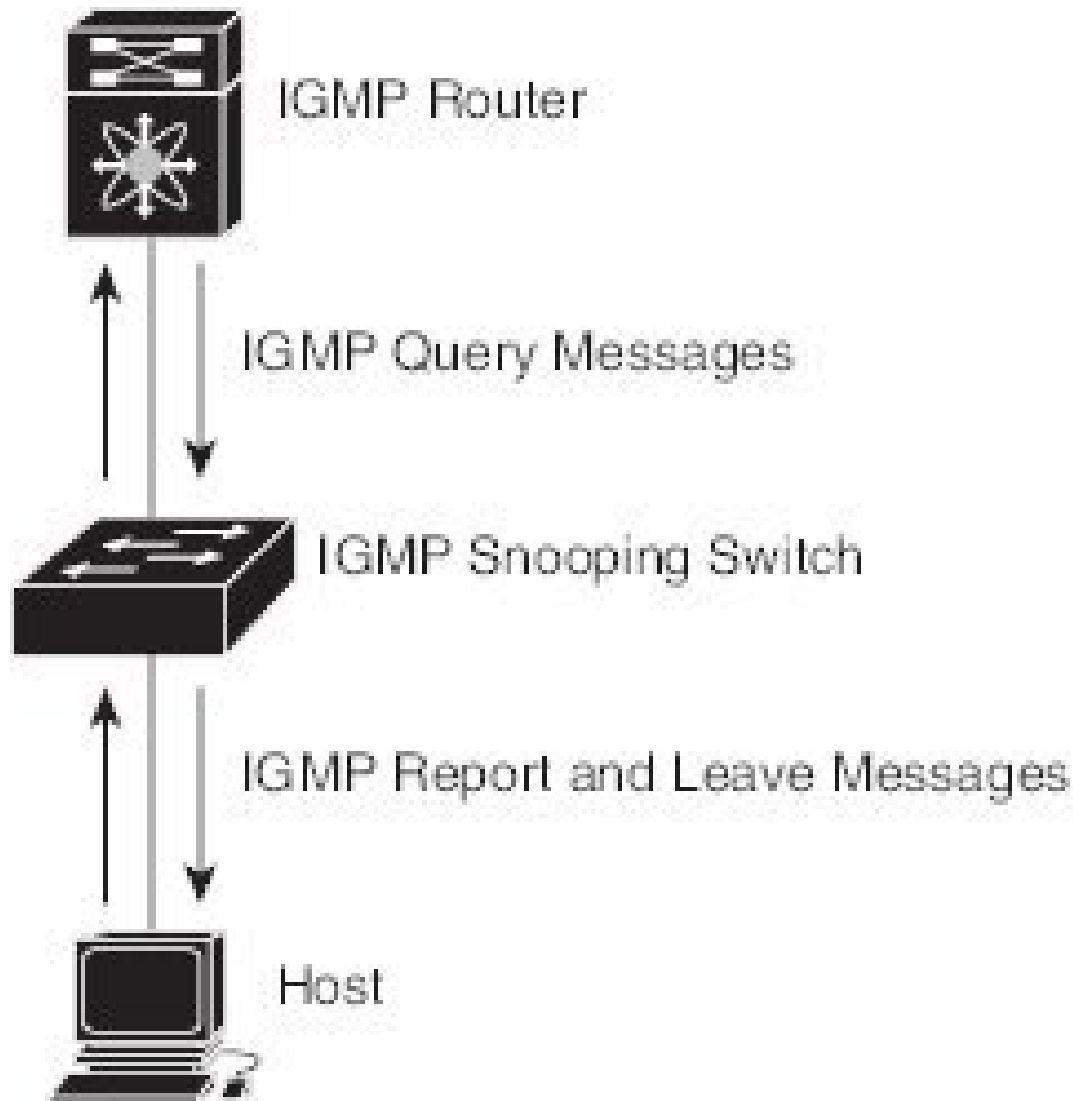 IGMP Router
IGMP Query Messages
IGMP Snooping Switch
IGMP Report and Leave Messages
Host